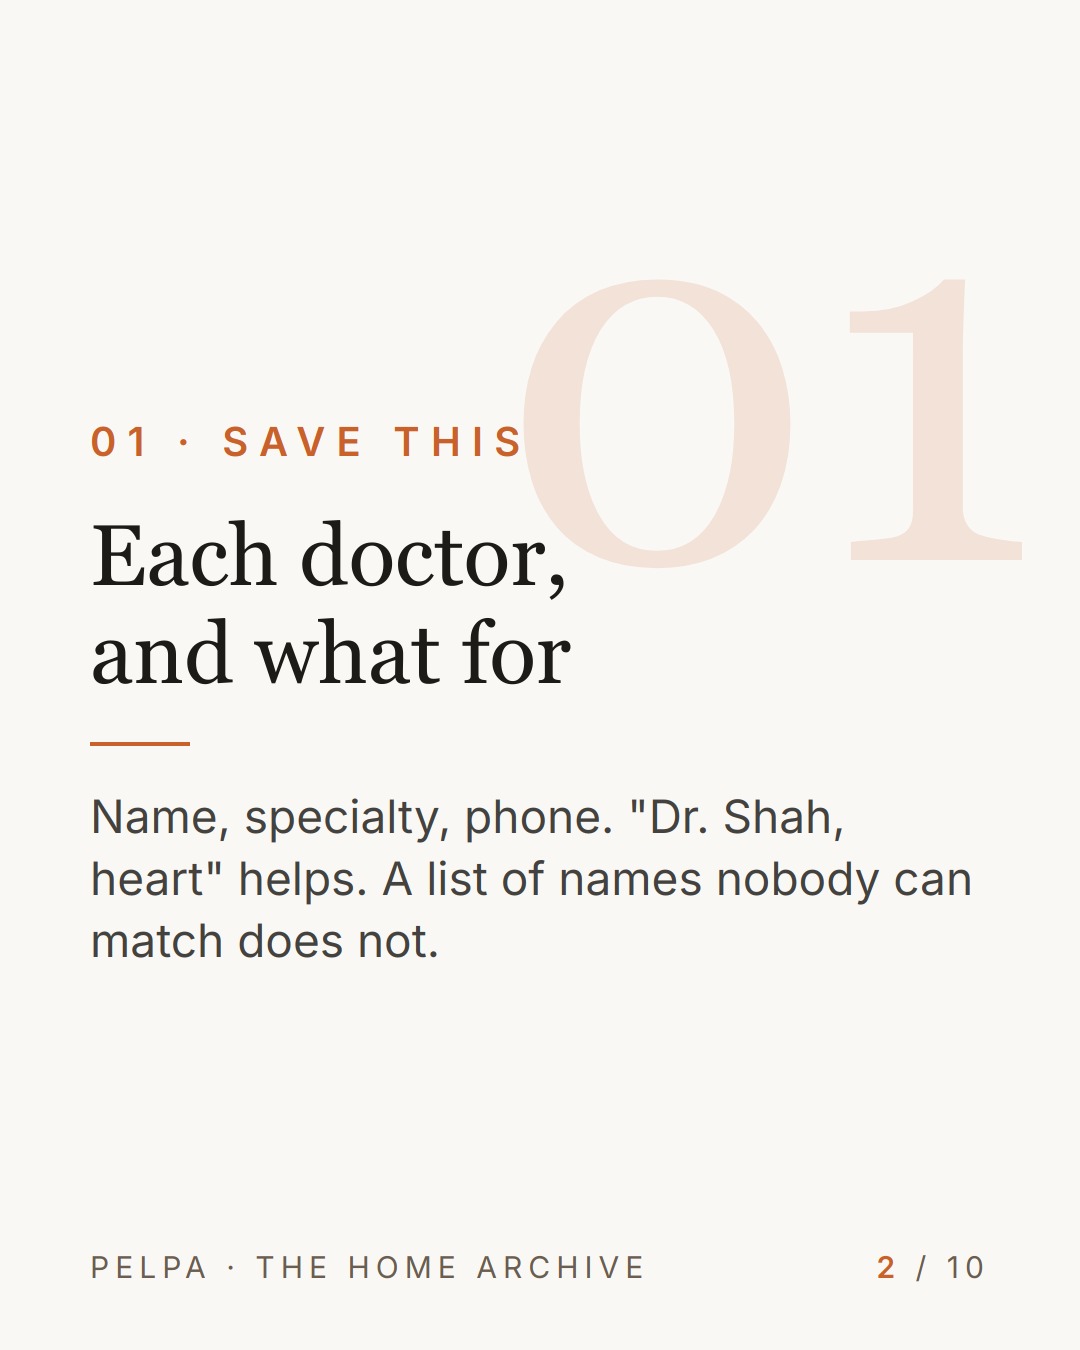 01
01 · SAVE THIS
Each doctor,
and what for
Name, specialty, phone. "Dr. Shah,
heart" helps. A list of names nobody can
match does not.
PELPA · THE HOME ARCHIVE
2 / 10